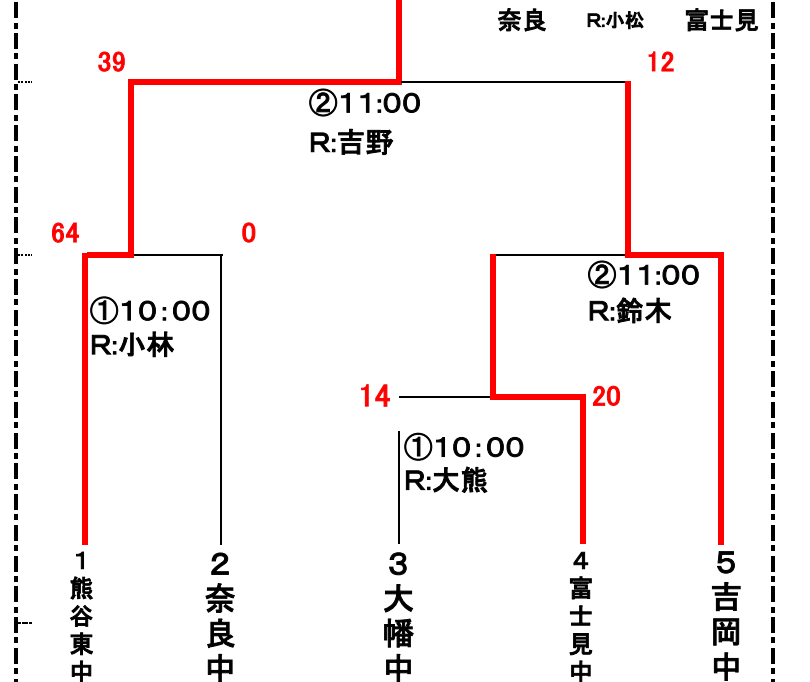 奈良 R:小松 富士見
39 12
②11:00
R:吉野
64 0
②11:00
R:鈴木
①10:00
R:小林
14 20
①10:00
R:大熊
1 2 3 4 5
熊谷東中
奈良中
大幡中
富士見中
吉岡中